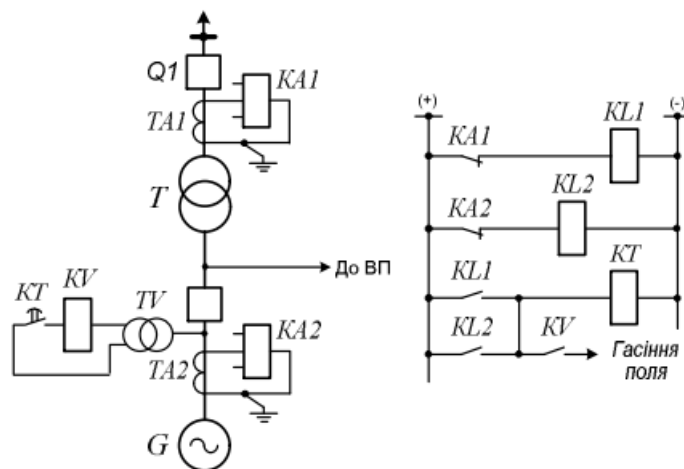 Q1
KA1
TA1
T
До ВП
KT
KV
TV
KA2
TA2
G
(+)
(-)
KA1
KL1
KA2
KL2
KL1
KT
KL2
KV
Гасіння
поля